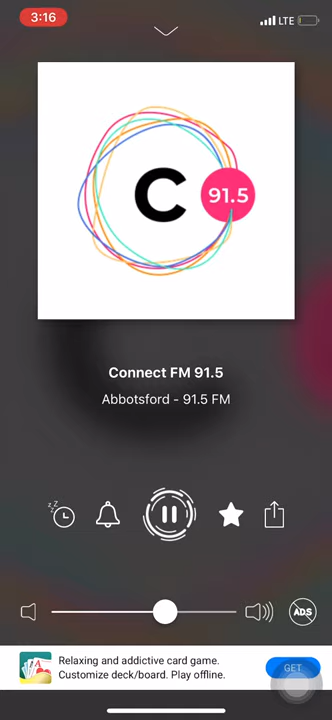 3:16
LTE
C
91.5
Connect FM 91.5
Abbotsford - 91.5 FM
z z Z
ADS
Relaxing and addictive card game.
Customize deck/board. Play offline.
GET